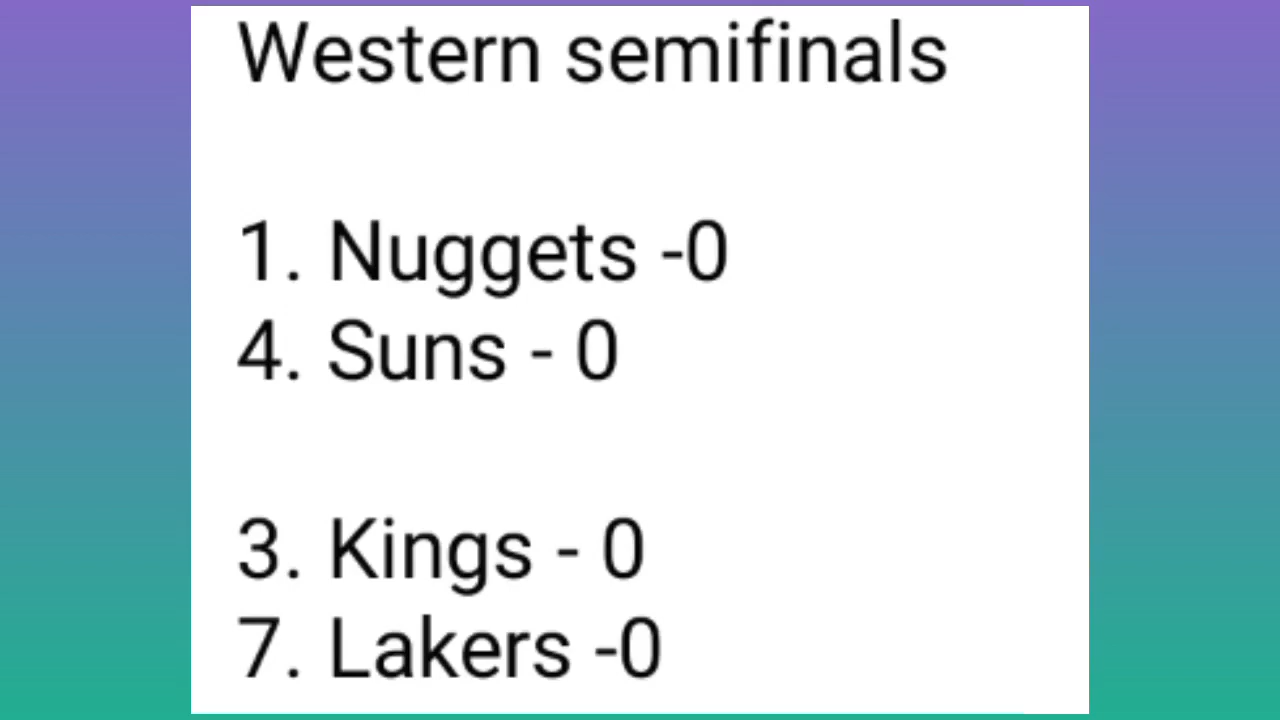 Western semifinals
1. Nuggets -0
4. Suns - 0
3. Kings - 0
7. Lakers -0